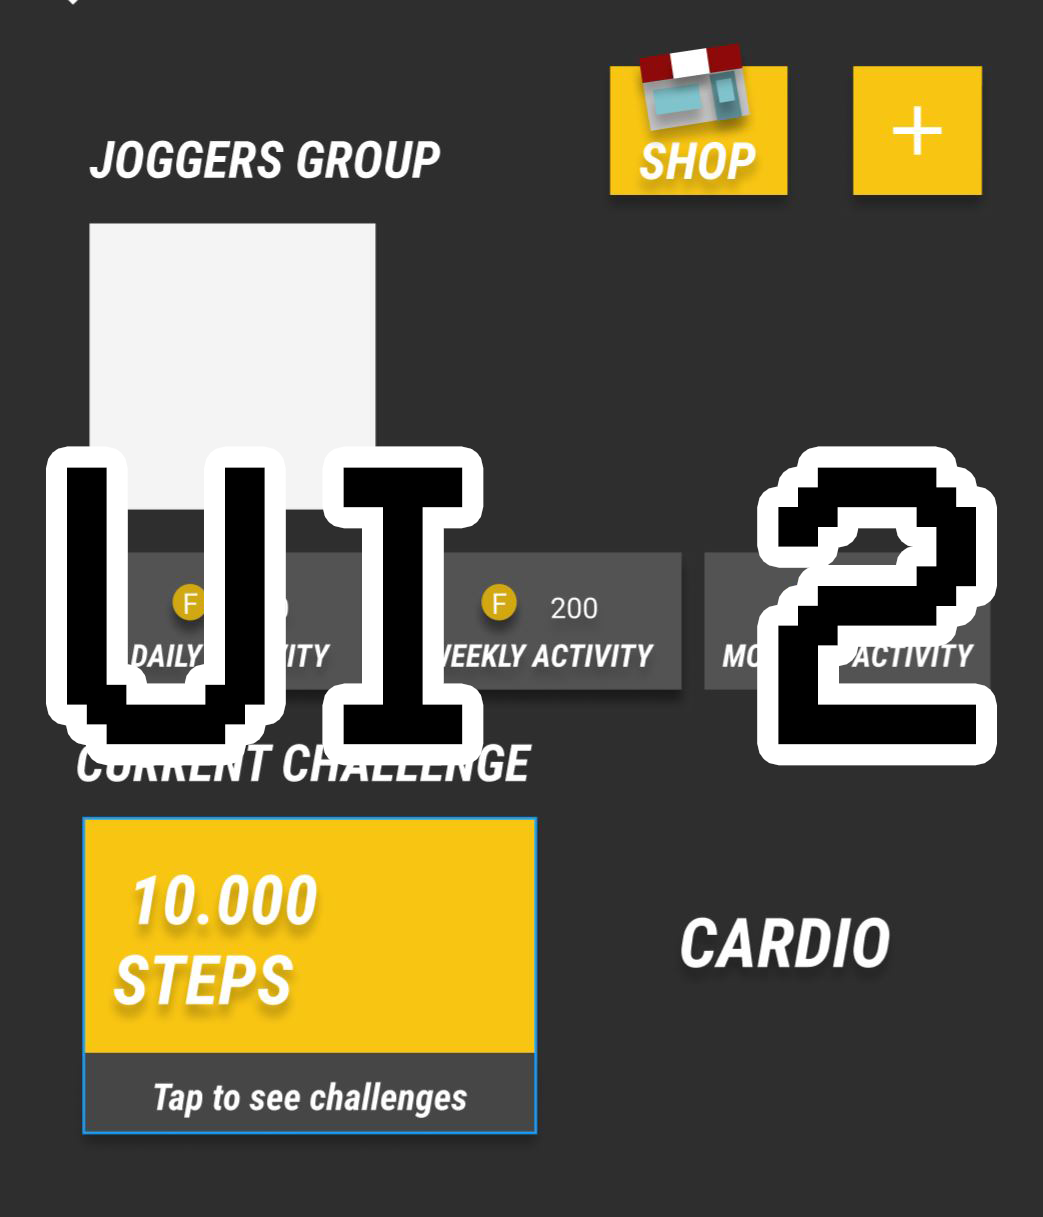 SHOP
+
JOGGERS GROUP
UI 2
F
F 200
DAILY
WEEKLY ACTIVITY
ACTIVITY
CURRENT CHALLENGE
10.000
STEPS
CARDIO
Tap to see challenges